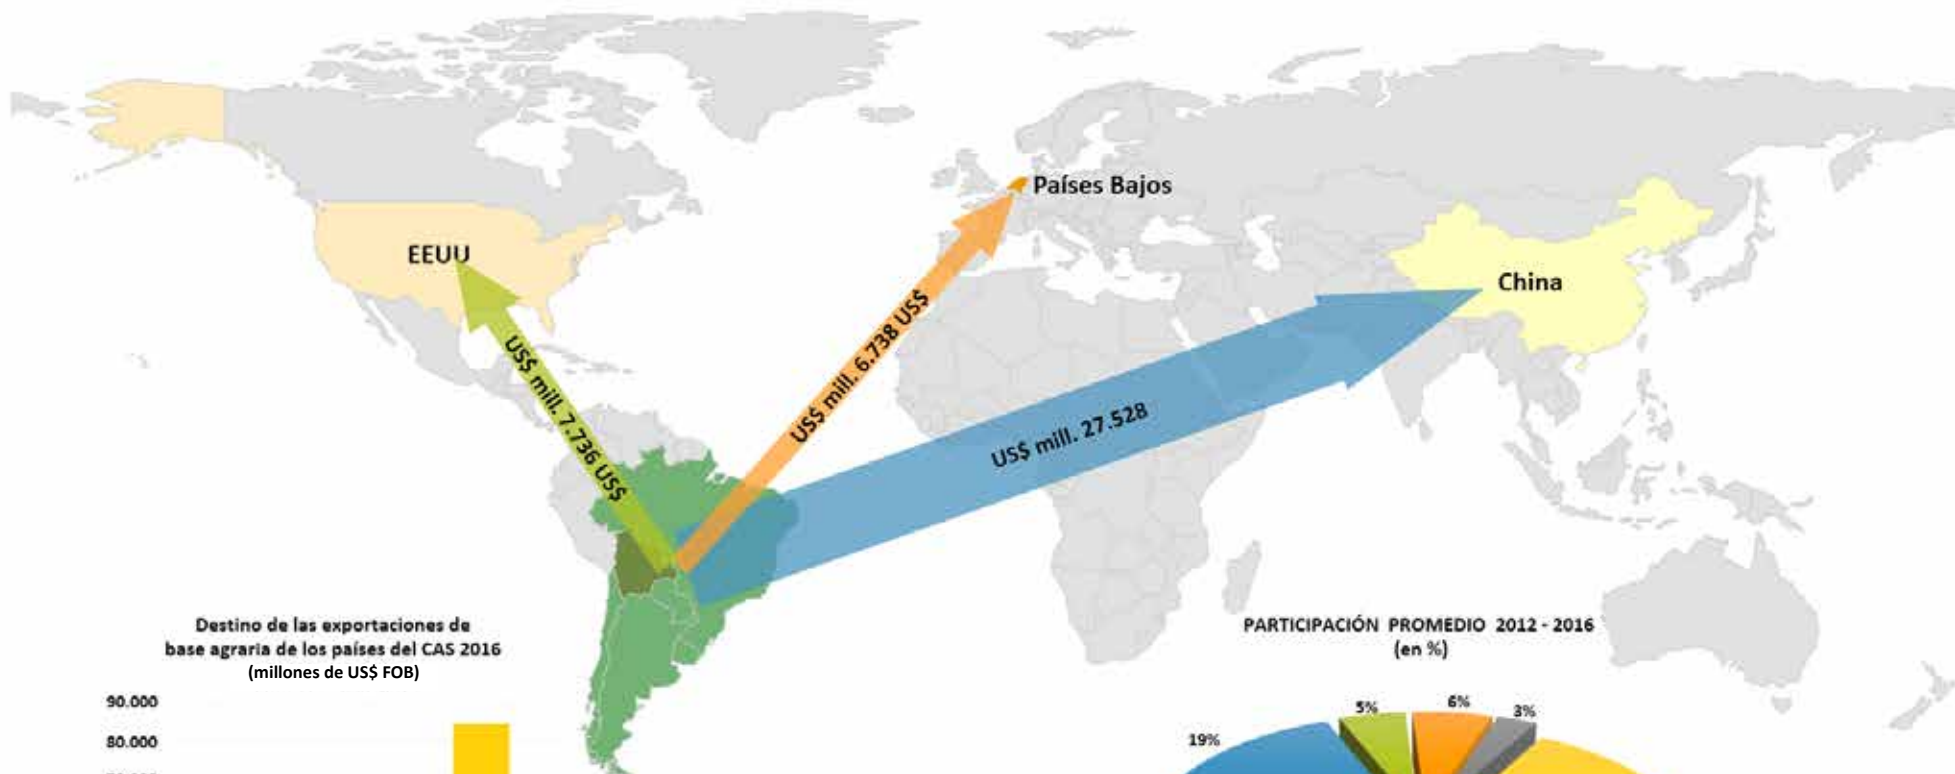 Países Bajos
EEUU
China
US$ mill. 7.736 US$
US$ mill. 6.738 US$
US$ mill. 27.528
Destino de las exportaciones de
base agraria de los países del CAS 2016
(millones de US$ FOB)
90.000
80.000
PARTICIPACIÓN PROMEDIO 2012 - 2016
(en %)
19%
5%
6%
3%